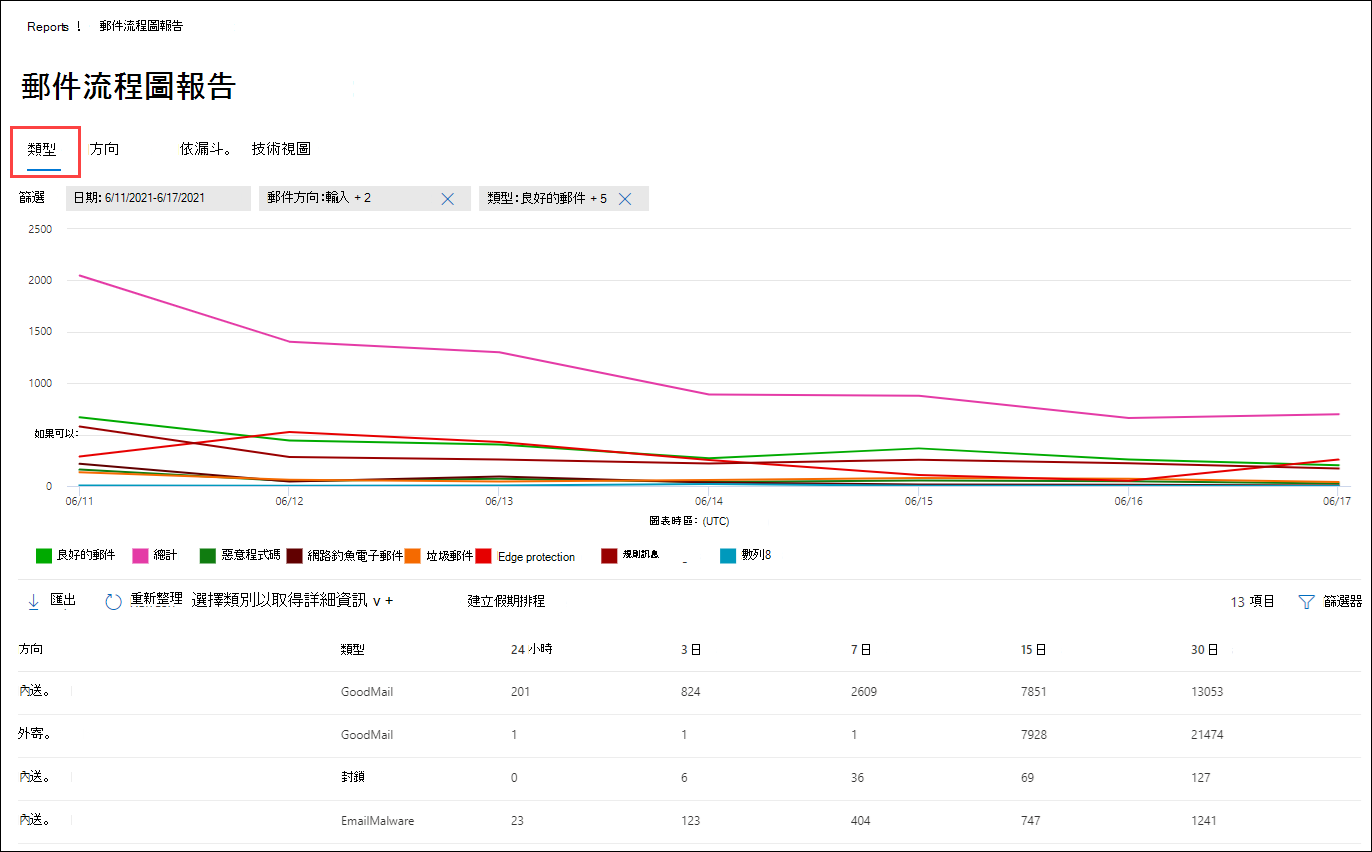 Reports ! 郵件流程圖報告
郵件流程圖報告
類型 方向 依漏斗。 技術視圖
篩選 日期: 6/11/2021-6/17/2021 郵件方向:輸入 + 2 類型:良好的郵件 + 5
2500
2000
1500
1000
如果可以:
0
06/11 06/12 06/13 06/14 06/15 06/16 06/17
圖表時區: (UTC)
良好的郵件 總計 惡意程式碼 網路釣魚電子郵件 垃圾郵件 Edge protection 規則訊息 數列8
匯出 重新整理 選擇類別以取得詳細資訊 v + 建立假期排程 13 項目 篩選器
方向 類型 24 小時 3 日 7 日 15 日 30 日
內送。 GoodMail 201 824 2609 7851 13053
外寄。 GoodMail 1 1 1 7928 21474
內送。 封鎖 0 6 36 69 127
內送。 EmailMalware 23 123 404 747 1241